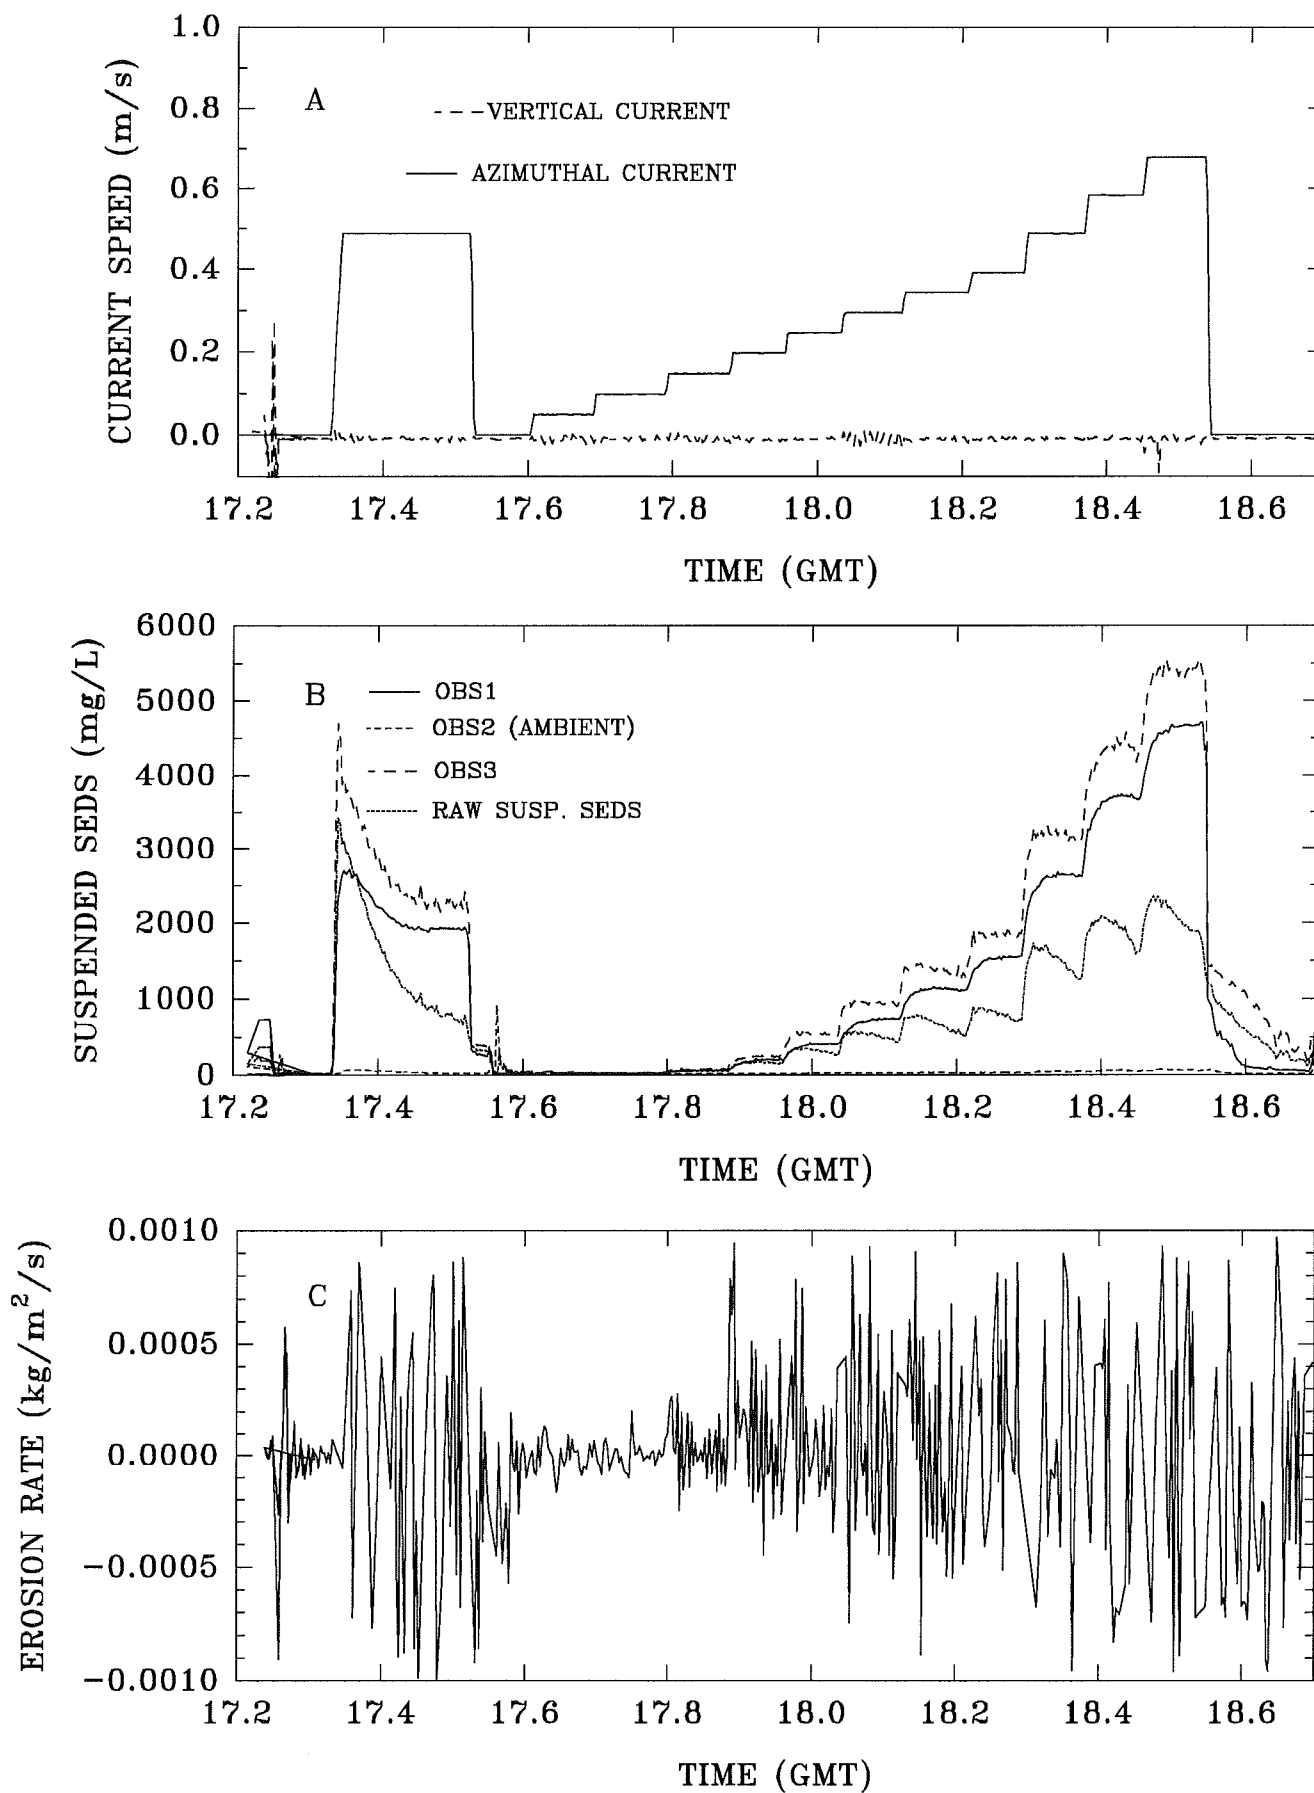 1.0
0.8
0.6
0.4
0.2
0.0
CURRENT SPEED (m/s)
A
VERTICAL CURRENT
AZIMUTHAL CURRENT
17.2 17.4 17.6 17.8 18.0 18.2 18.4 18.6
TIME (GMT)
6000
5000
4000
3000
2000
1000
0
SUSPENDED SEDS (mg/L)
B
OBS1
OBS2 (AMBIENT)
OBS3
RAW SUSP. SEDS
17.2 17.4 17.6 17.8 18.0 18.2 18.4 18.6
TIME (GMT)
0.0010
0.0005
0.0000
−0.0005
−0.0010
EROSION RATE (kg/m²/s)
C
17.2 17.4 17.6 17.8 18.0 18.2 18.4 18.6
TIME (GMT)